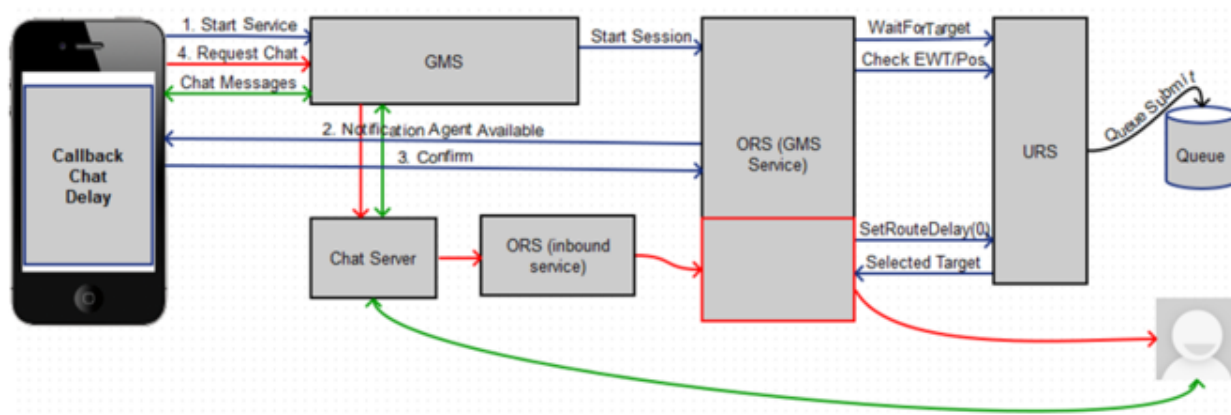 1. Start Service
4. Request Chat
Chat Messages
GMS
Start Session
2. Notification Agent Available
3. Confirm
Callback
Chat
Delay
ORS (GMS
Service)
WaitForTarget
Check EWT/Pos
URS
Queue Submit
Queue
Chat Server
ORS (inbound
service)
SetRouteDelay(0)
Selected Target